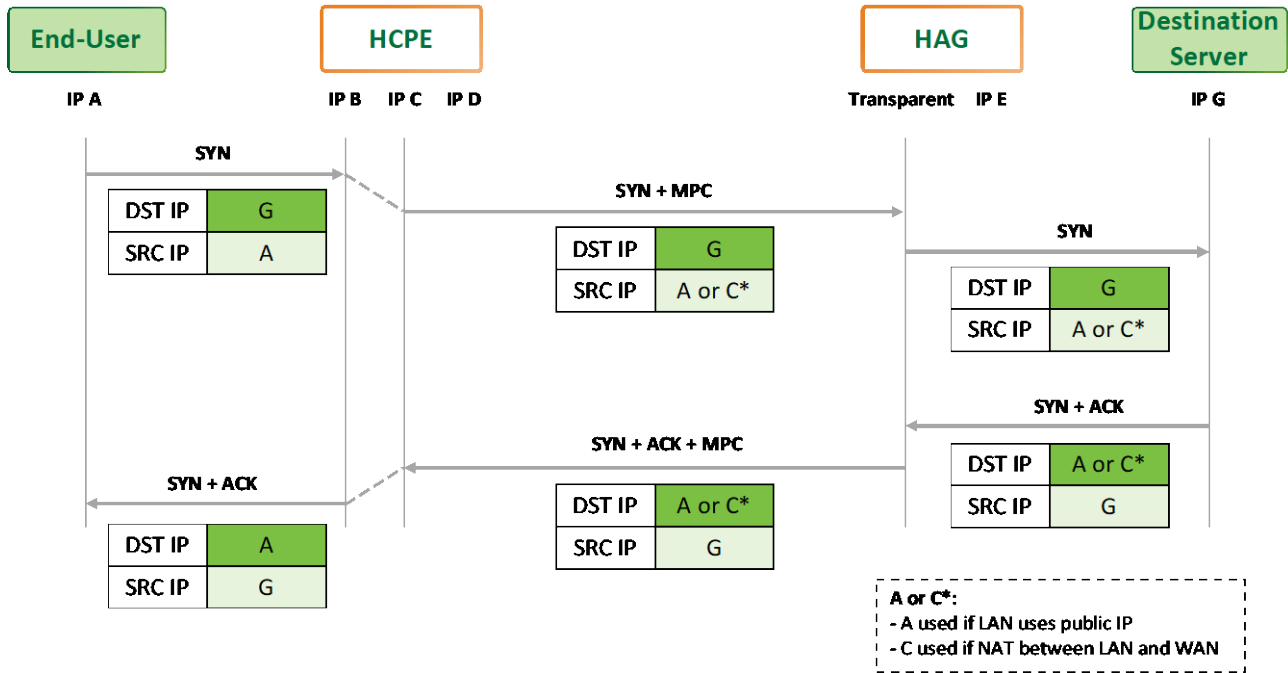 End-User
HCPE
HAG
Destination
Server
IP A
IP B
IP C
IP D
Transparent
IP E
IP G
SYN
DST IP G
SRC IP A
SYN + MPC
DST IP G
SRC IP A or C*
SYN
DST IP G
SRC IP A or C*
SYN + ACK
DST IP A or C*
SRC IP G
SYN + ACK + MPC
DST IP A or C*
SRC IP G
SYN + ACK
DST IP A
SRC IP G
A or C*:
- A used if LAN uses public IP
- C used if NAT between LAN and WAN